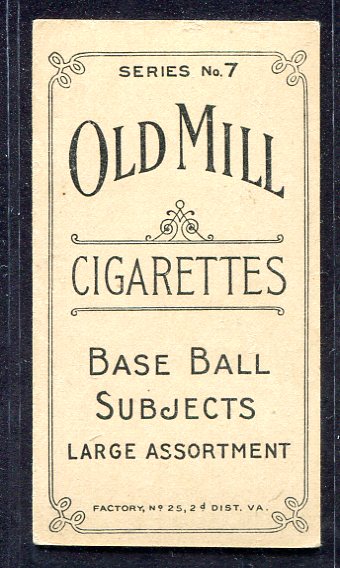 SERIES No. 7
OLD MILL
CIGARETTES
BASE BALL
SUBJECTS
LARGE ASSORTMENT
FACTORY, Nº 25, 2d DIST. VA.